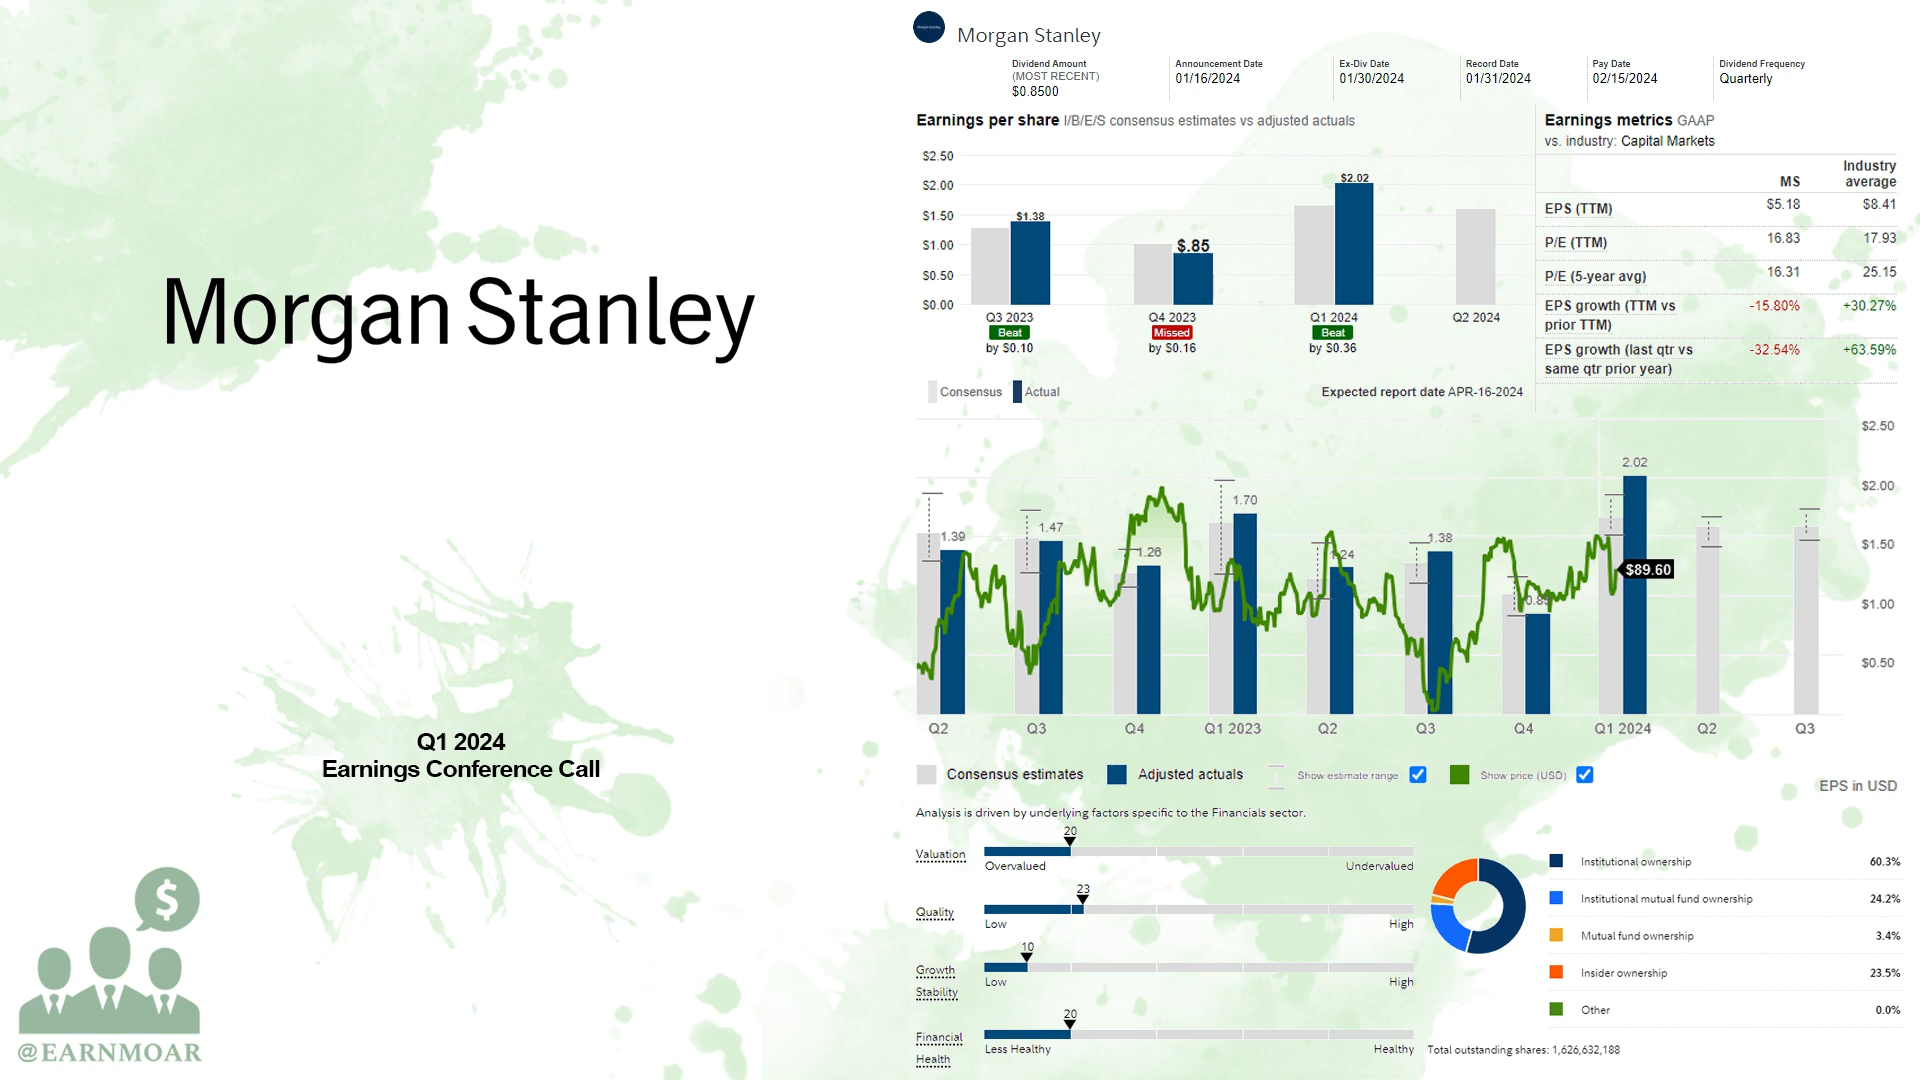 Morgan Stanley
Q1 2024
Earnings Conference Call
@EARNMOAR
Morgan Stanley
Dividend Amount
(MOST RECENT)
$0.8500
Announcement Date
01/16/2024
Ex-Div Date
01/30/2024
Record Date
01/31/2024
Pay Date
02/15/2024
Dividend Frequency
Quarterly
Earnings per share I/B/E/S consensus estimates vs adjusted actuals
$2.50
$2.00
$1.50
$1.00
$0.50
$0.00
$1.38
$.85
$2.02
Q3 2023
Beat
by $0.10
Q4 2023
Missed
by $0.16
Q1 2024
Beat
by $0.36
Q2 2024
Consensus
Actual
Expected report date APR-16-2024
Earnings metrics GAAP
vs. industry: Capital Markets
MS
Industry average
EPS (TTM) $5.18 $8.41
P/E (TTM) 16.83 17.93
P/E (5-year avg) 16.31 25.15
EPS growth (TTM vs prior TTM) -15.80% +30.27%
EPS growth (last qtr vs same qtr prior year) -32.54% +63.59%
$2.50
$2.00
$1.50
$1.00
$0.50
1.39
1.47
1.26
1.70
1.24
1.38
0.85
2.02
$89.60
Q2 Q3 Q4 Q1 2023 Q2 Q3 Q4 Q1 2024 Q2 Q3
Consensus estimates
Adjusted actuals
Show estimate range
Show price (USD)
EPS in USD
Analysis is driven by underlying factors specific to the Financials sector.
Valuation
20
Overvalued
Undervalued
Quality
23
Low
High
Growth
Stability
10
Low
High
Financial
Health
20
Less Healthy
Healthy
Institutional ownership 60.3%
Institutional mutual fund ownership 24.2%
Mutual fund ownership 3.4%
Insider ownership 23.5%
Other 0.0%
Total outstanding shares: 1,626,632,188